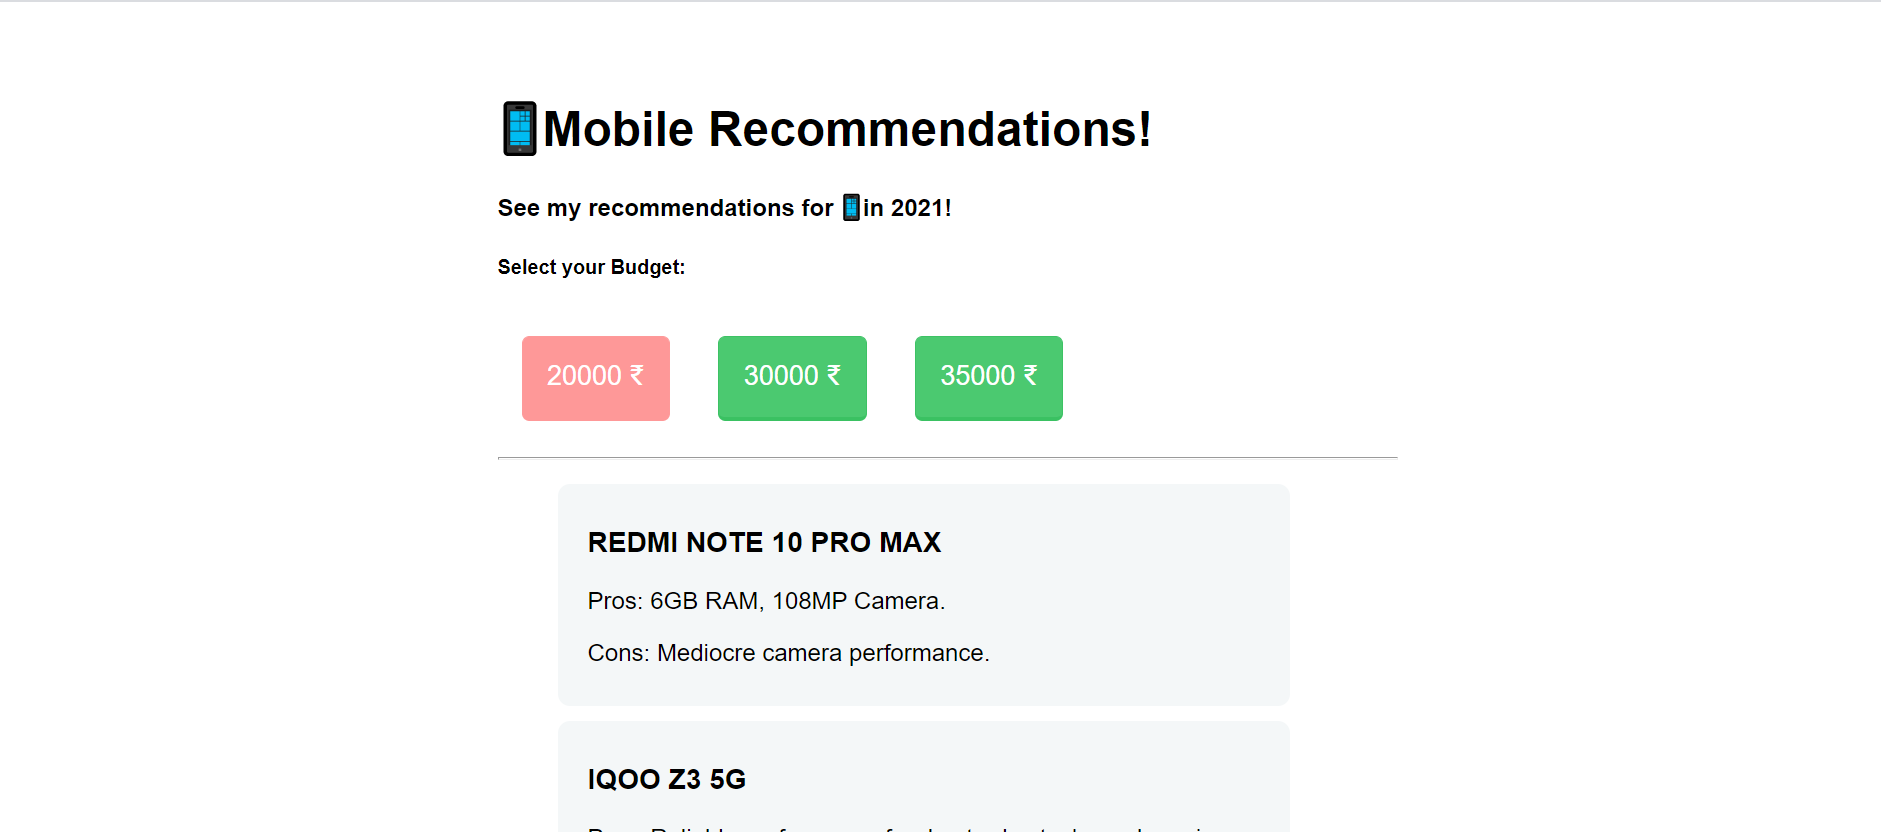 📱Mobile Recommendations!
See my recommendations for 📱in 2021!
Select your Budget:
20000 ₹ 30000 ₹ 35000 ₹
REDMI NOTE 10 PRO MAX
Pros: 6GB RAM, 108MP Camera.
Cons: Mediocre camera performance.
IQOO Z3 5G